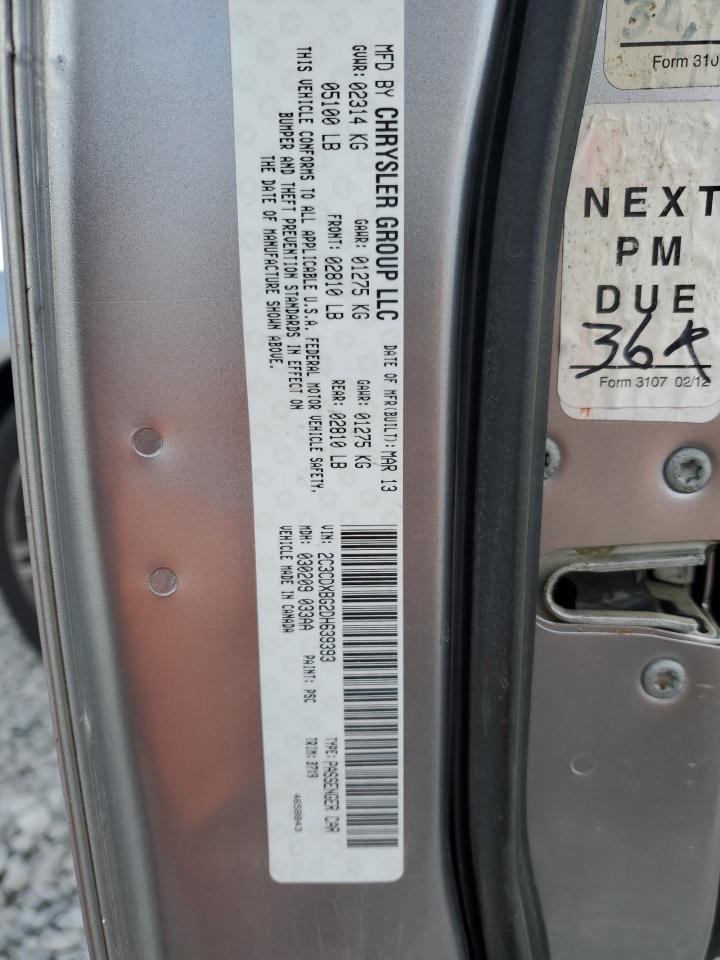 MFD BY CHRYSLER GROUP LLC DATE OF MFR(BUILT): MAR 13
GVWR: 02314 KG GAWR: 01275 KG GAWR: 01275 KG
05100 LB FRONT: 02810 LB REAR: 02810 LB
THIS VEHICLE CONFORMS TO ALL APPLICABLE U.S.A. FEDERAL MOTOR VEHICLE SAFETY,
BUMPER AND THEFT PREVENTION STANDARDS IN EFFECT ON
THE DATE OF MANUFACTURE SHOWN ABOVE.
VIN: 2C3CDXBG2DH639393 TYPE: PASSENGER CAR
MDH: 030209 033AA PAINT: PSC TRIM: B7X9
VEHICLE MADE IN CANADA 4658843
Form 310
NEXT
PM
DUE
36
Form 3107 02/12